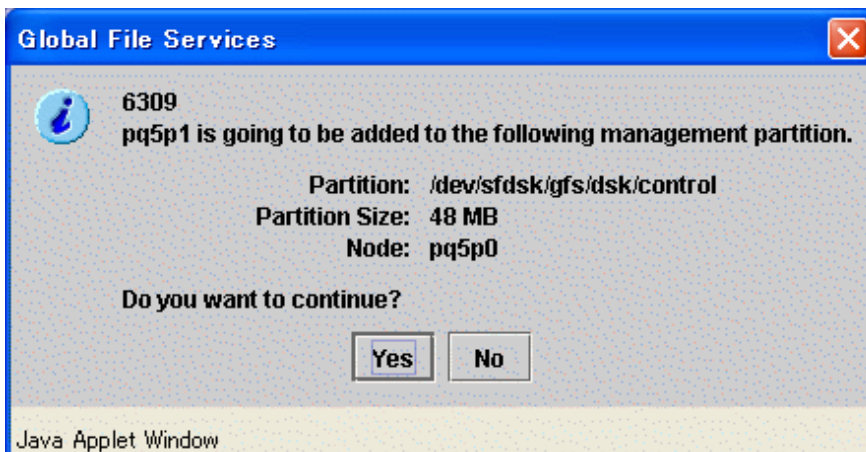 Global File Services
6309
pq5p1 is going to be added to the following management partition.
Partition: /dev/sfdsk/gfs/dsk/control
Partition Size: 48 MB
Node: pq5p0
Do you want to continue?
Yes No
Java Applet Window